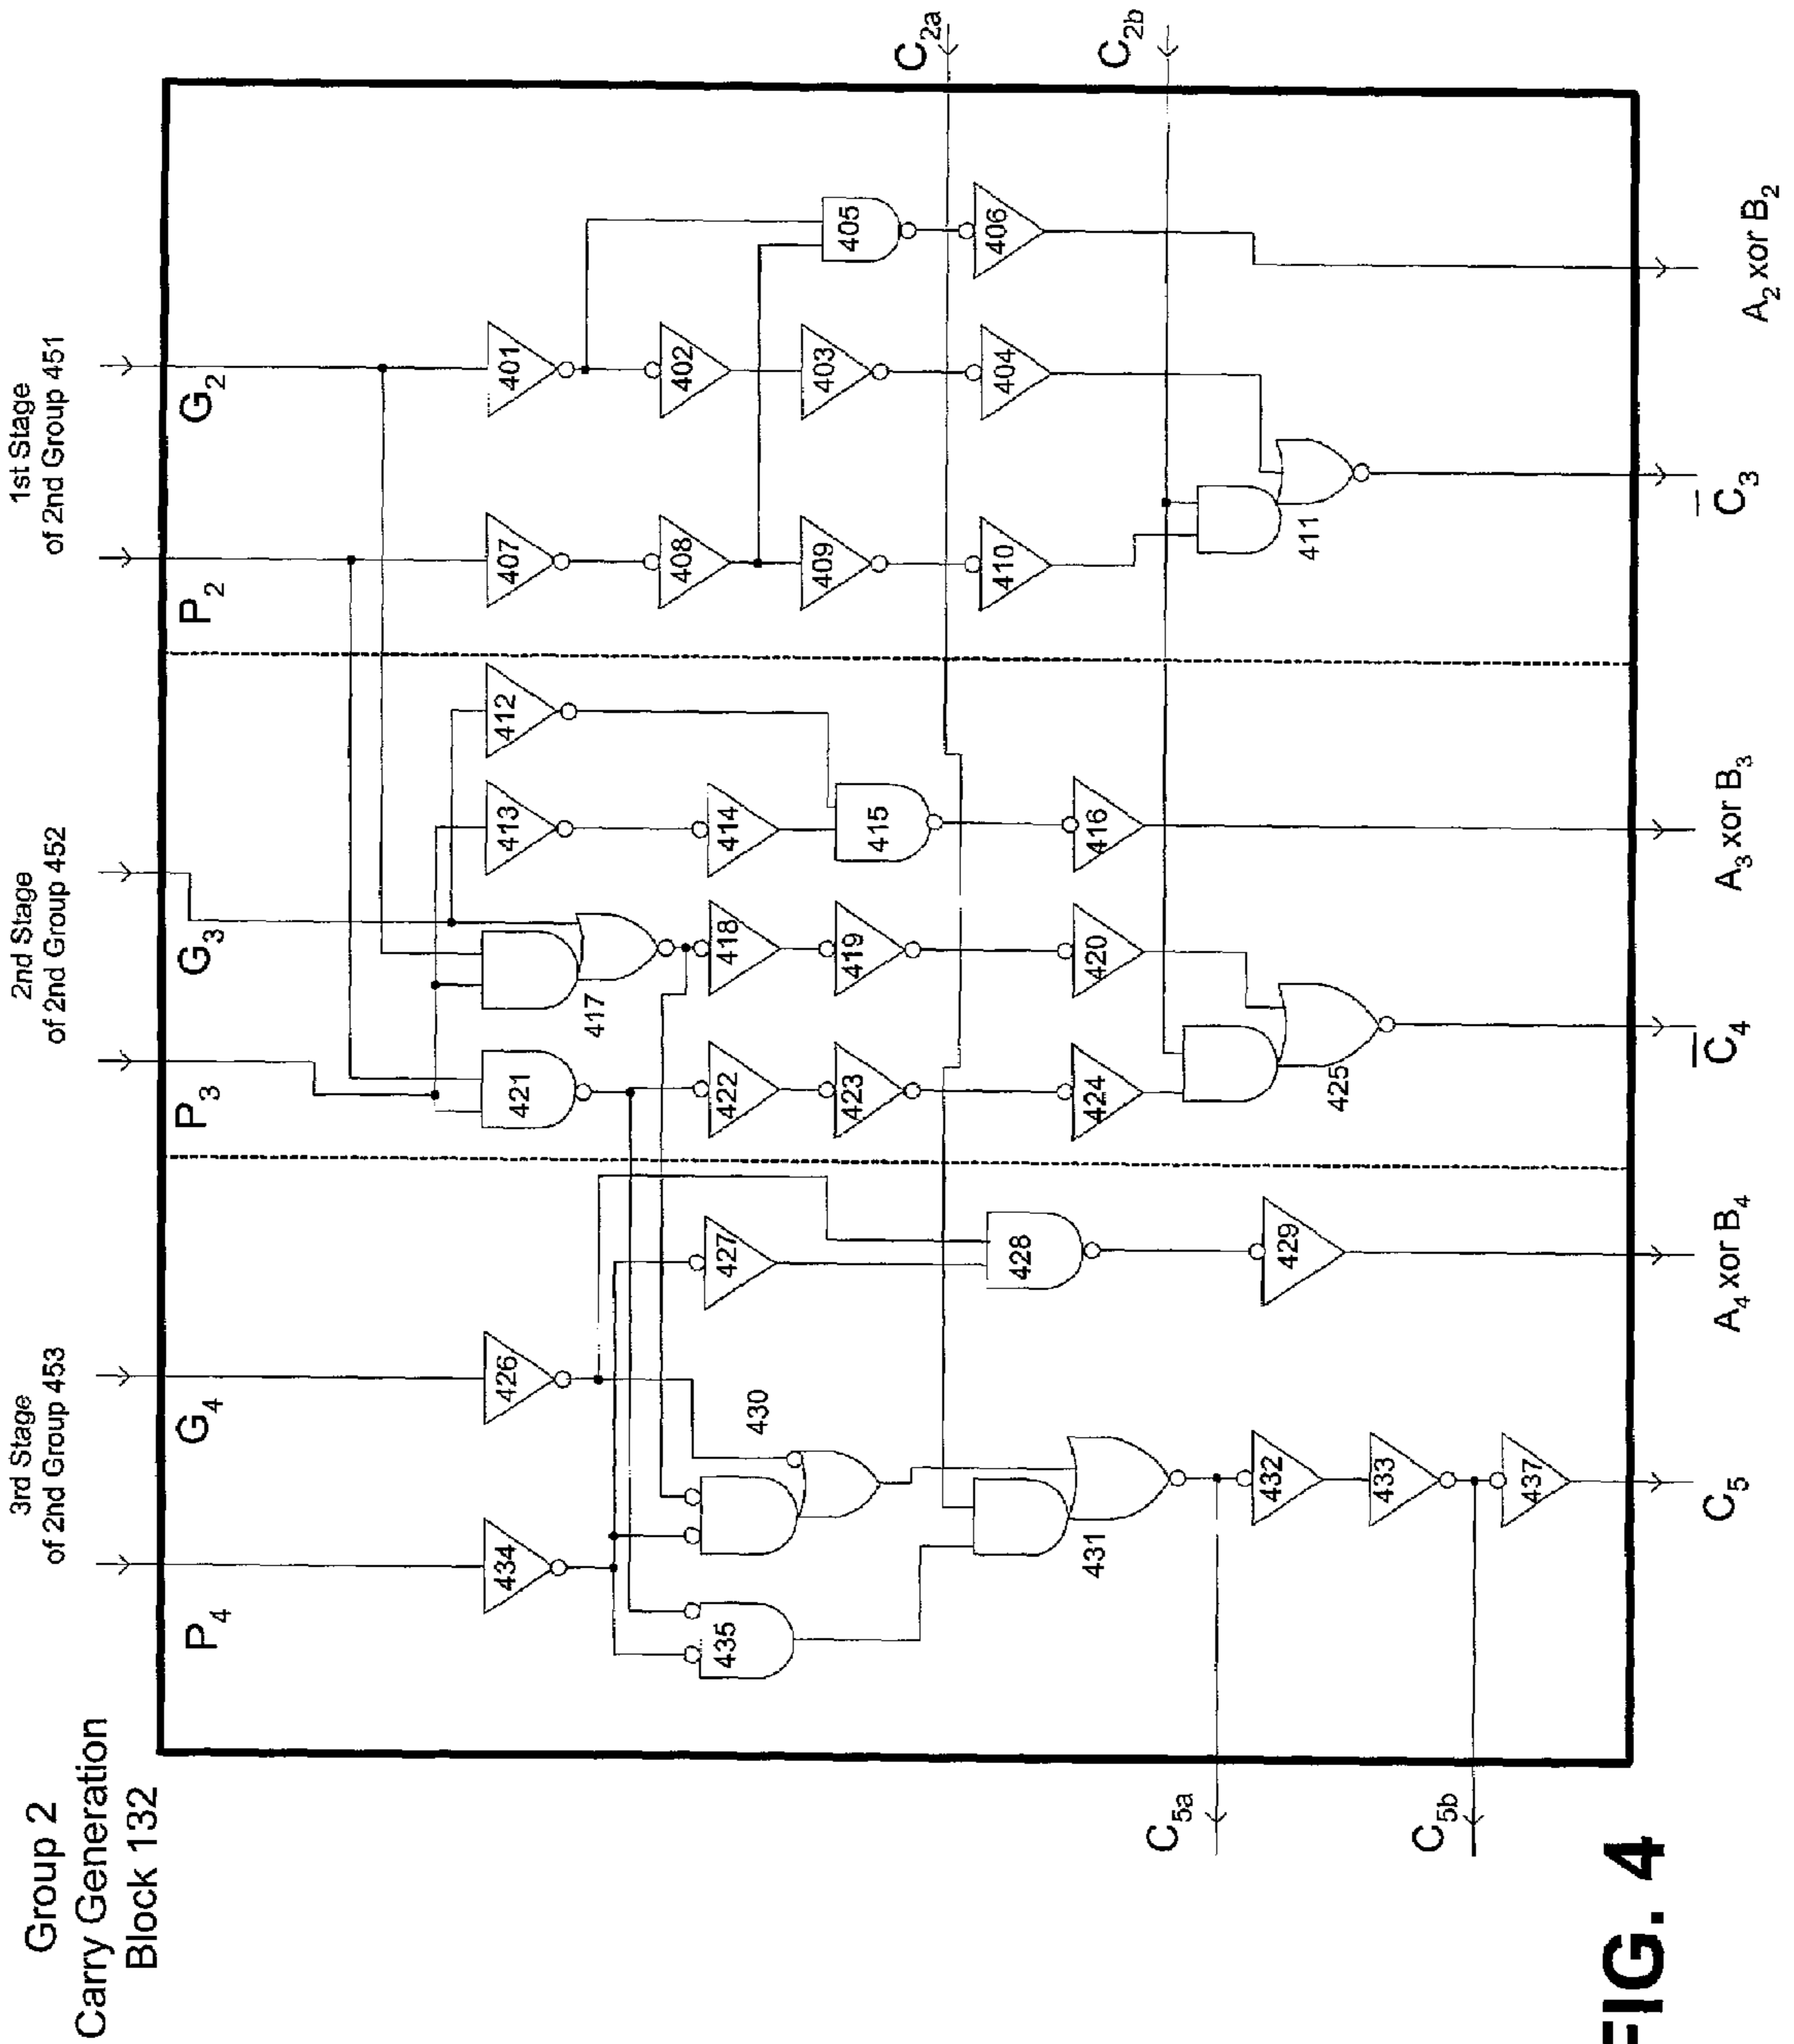 Group 2
Carry Generation
Block 132
3rd Stage
of 2nd Group 453
2nd Stage
of 2nd Group 452
1st Stage
of 2nd Group 451
P4
G4
P3
G3
P2
G2
C2a
C2b
434
426
421
417
413
412
407
401
435
430
427
422
418
414
408
402
423
419
415
409
403
405
431
428
424
420
416
410
404
406
432
429
425
411
433
437
C5a
C5b
C5
A4 xor B4
C̅4
A3 xor B3
C̅3
A2 xor B2
FIG. 4